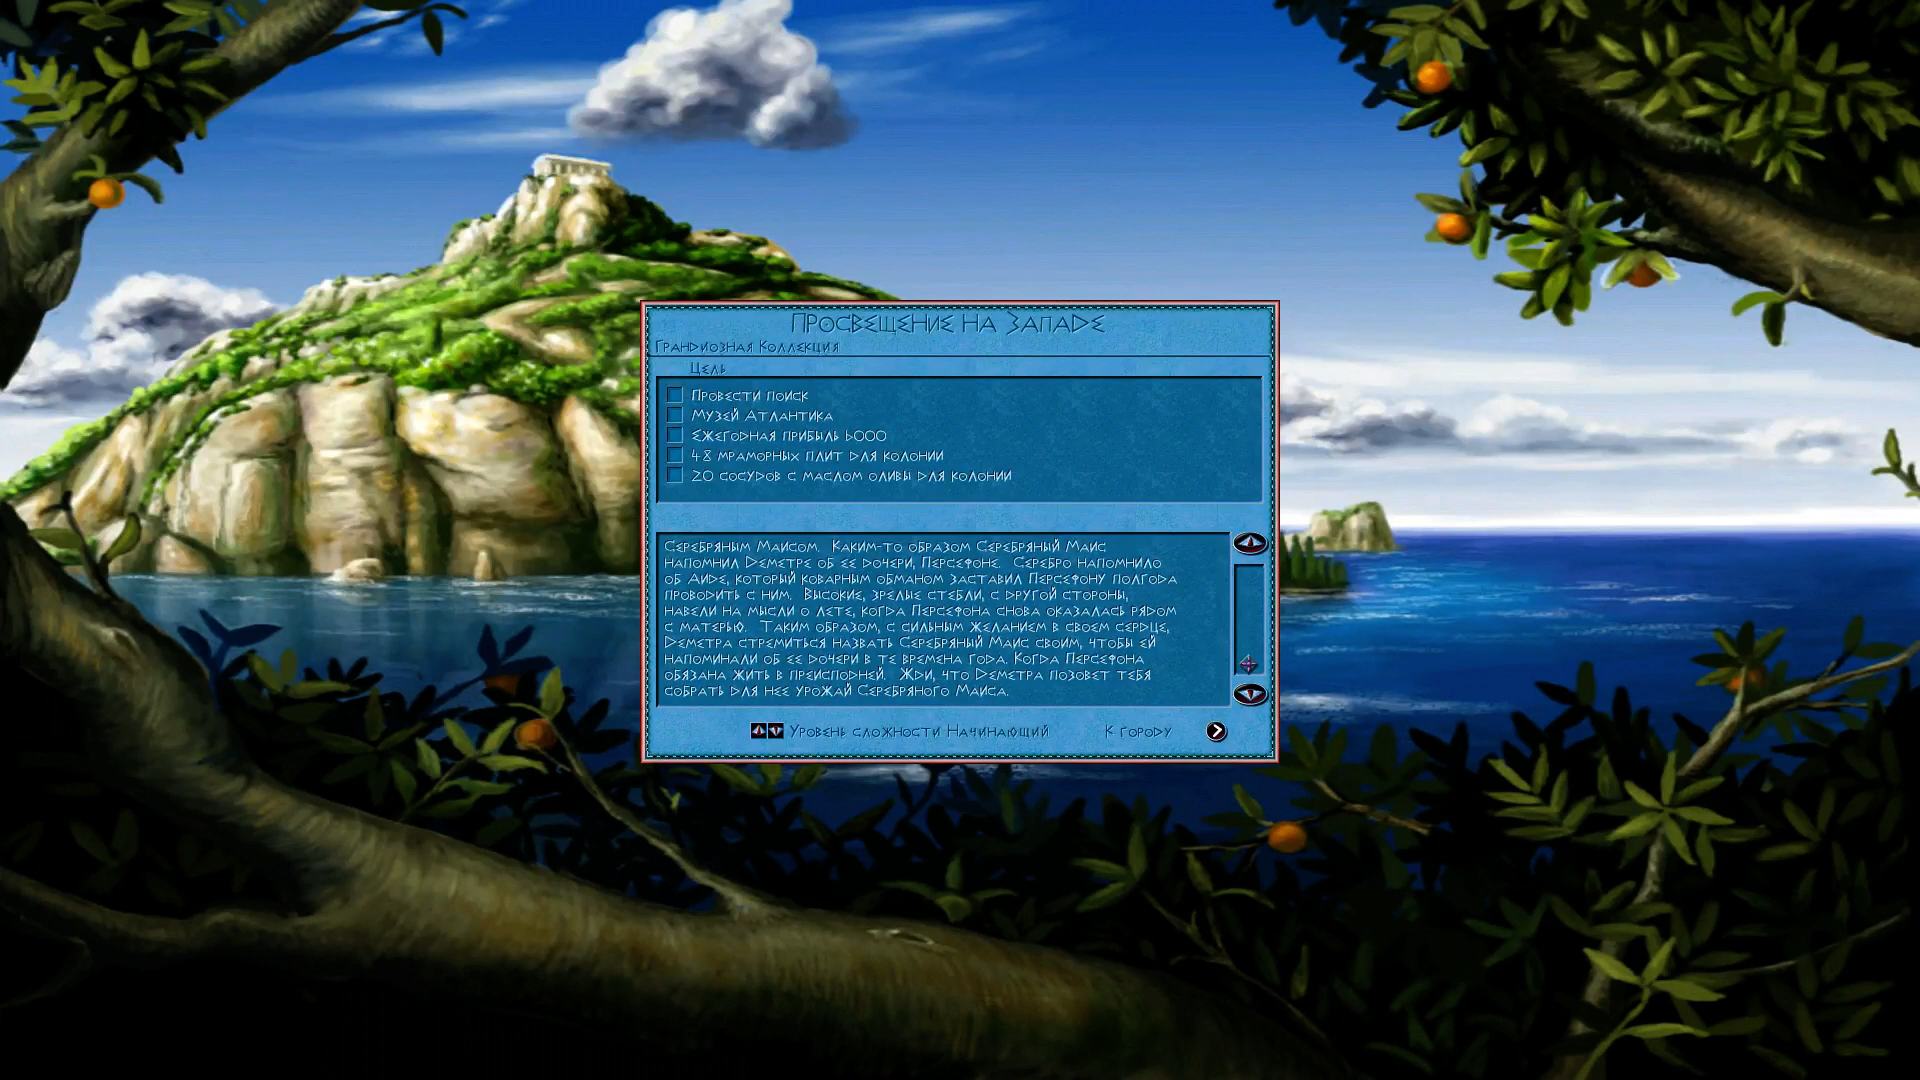 Просвещение на Западе
Грандиозная Коллекция
Цель
Провести поиск
Музей Атлантика
Ежегодная прибыль 6000
48 мраморных плит для колонии
20 сосудов с маслом оливы для колонии
Серебряным Маисом. Каким-то образом Серебряный Маис
напомнил Деметре об ее дочери, Персефоне. Серебро напомнило
об Аиде, который коварным обманом заставил Персефону полгода
проводить с ним. Высокие, зрелые стебли, с другой стороны,
навели на мысли о лете, когда Персефона снова оказалась рядом
с матерью. Таким образом, с сильным желанием в своем сердце,
Деметра стремиться назвать Серебряный Маис своим, чтобы ей
напоминали об ее дочери в те времена года. Когда Персефона
обязана жить в преисподней. Жди, что Деметра позовет тебя
собрать для нее урожай Серебряного Маиса.
Уровень сложности Начинающий К городу